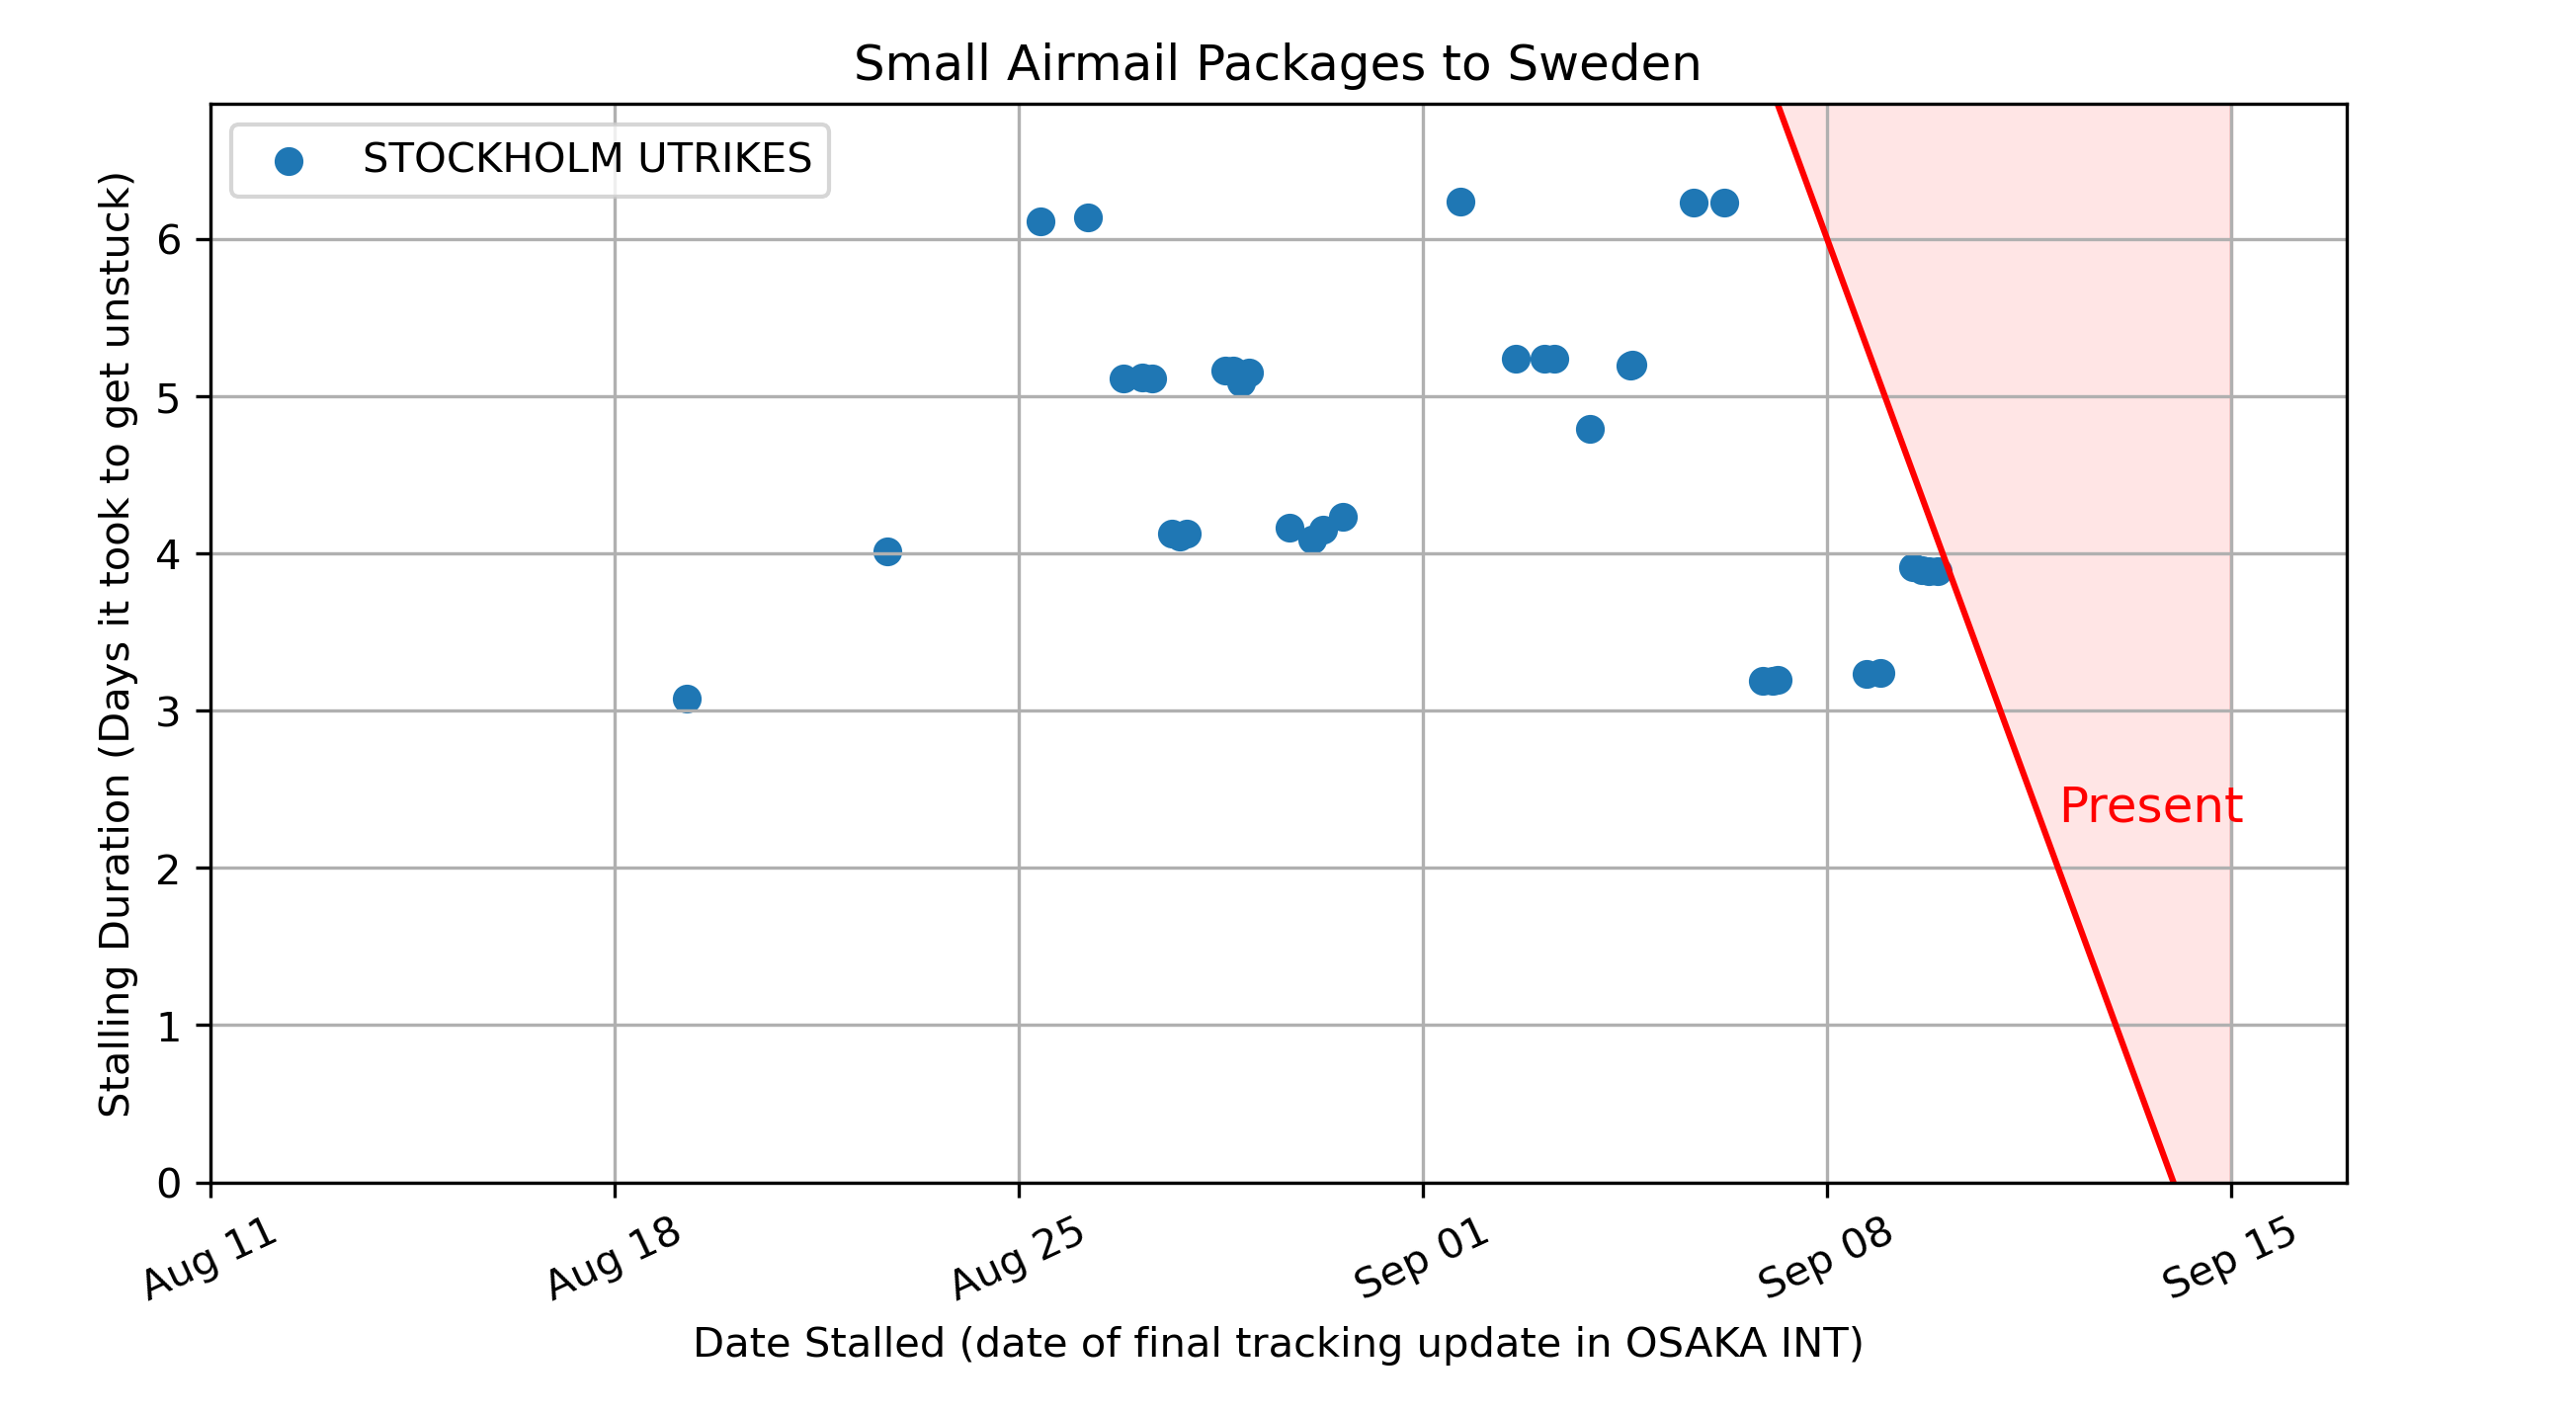 Small Airmail Packages to Sweden
STOCKHOLM UTRIKES
Stalling Duration (Days it took to get unstuck)
6
5
4
3
2
1
0
Present
Aug 11
Aug 18
Aug 25
Sep 01
Sep 08
Sep 15
Date Stalled (date of final tracking update in OSAKA INT)